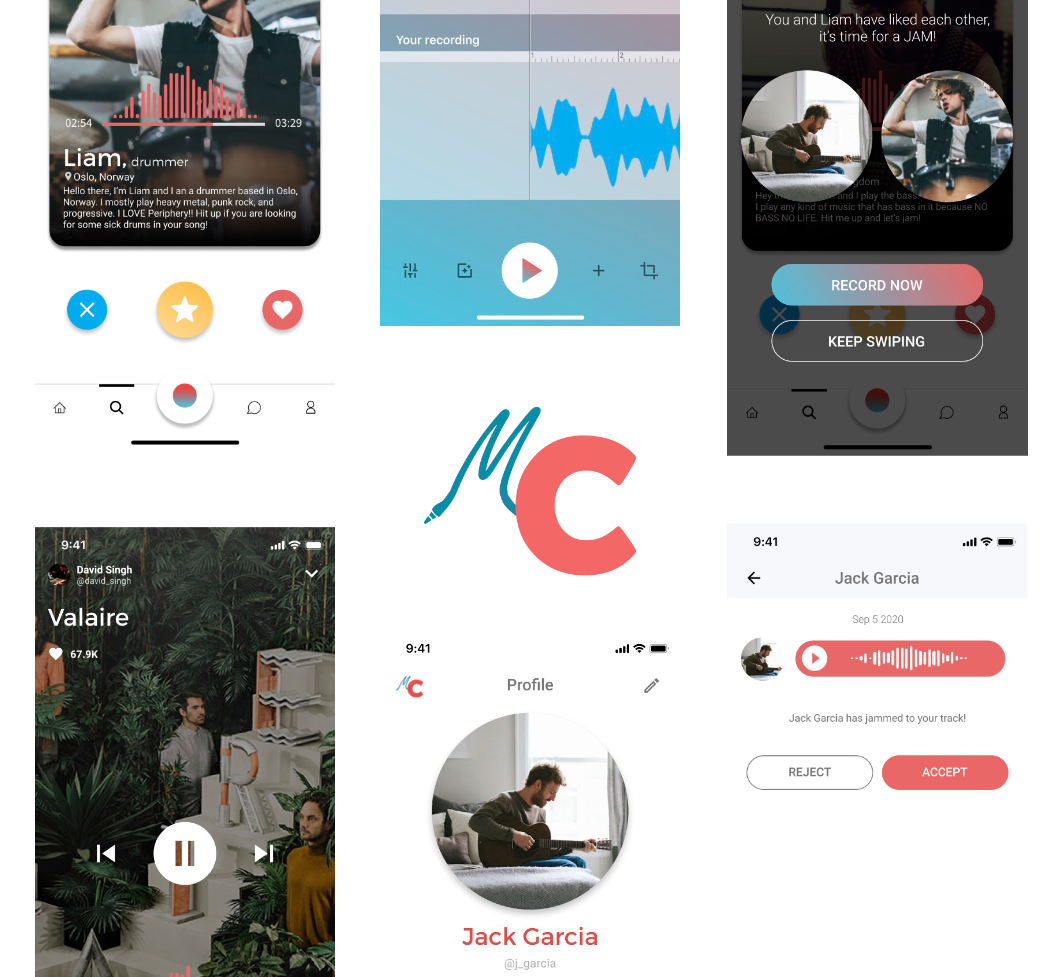 02:54
03:29
Liam, drummer
Oslo, Norway
Hello there, I'm Liam and I an a drummer based in Oslo,
Norway. I mostly play heavy metal, punk rock, and
progressive. I LOVE Periphery!! Hit up if you are looking
for some sick drums in your song!
Your recording
1
2
You and Liam have liked each other,
it's time for a JAM!
and I play the bass.
I play any kind of music that has bass in it because NO
BASS NO LIFE. Hit me up and let's jam!
RECORD NOW
KEEP SWIPING
MC
9:41
David Singh
@david_singh
Valaire
67.9K
9:41
MC
Profile
Jack Garcia
@j_garcia
9:41
Jack Garcia
Sep 5 2020
Jack Garcia has jammed to your track!
REJECT
ACCEPT